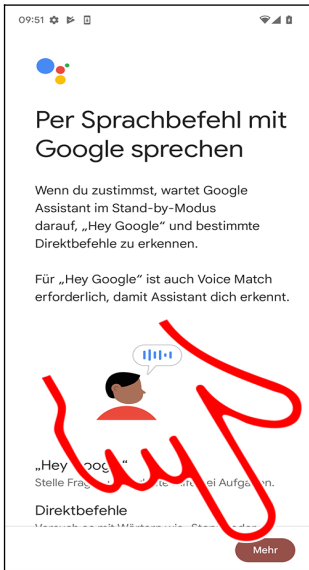 09:51
Per Sprachbefehl mit
Google sprechen
Wenn du zustimmst, wartet Google
Assistant im Stand-by-Modus
darauf, „Hey Google“ und bestimmte
Direktbefehle zu erkennen.
Für „Hey Google“ ist auch Voice Match
erforderlich, damit Assistant dich erkennt.
„Hey
Stelle bei Aufgaben.
Direktbefehle
Mehr